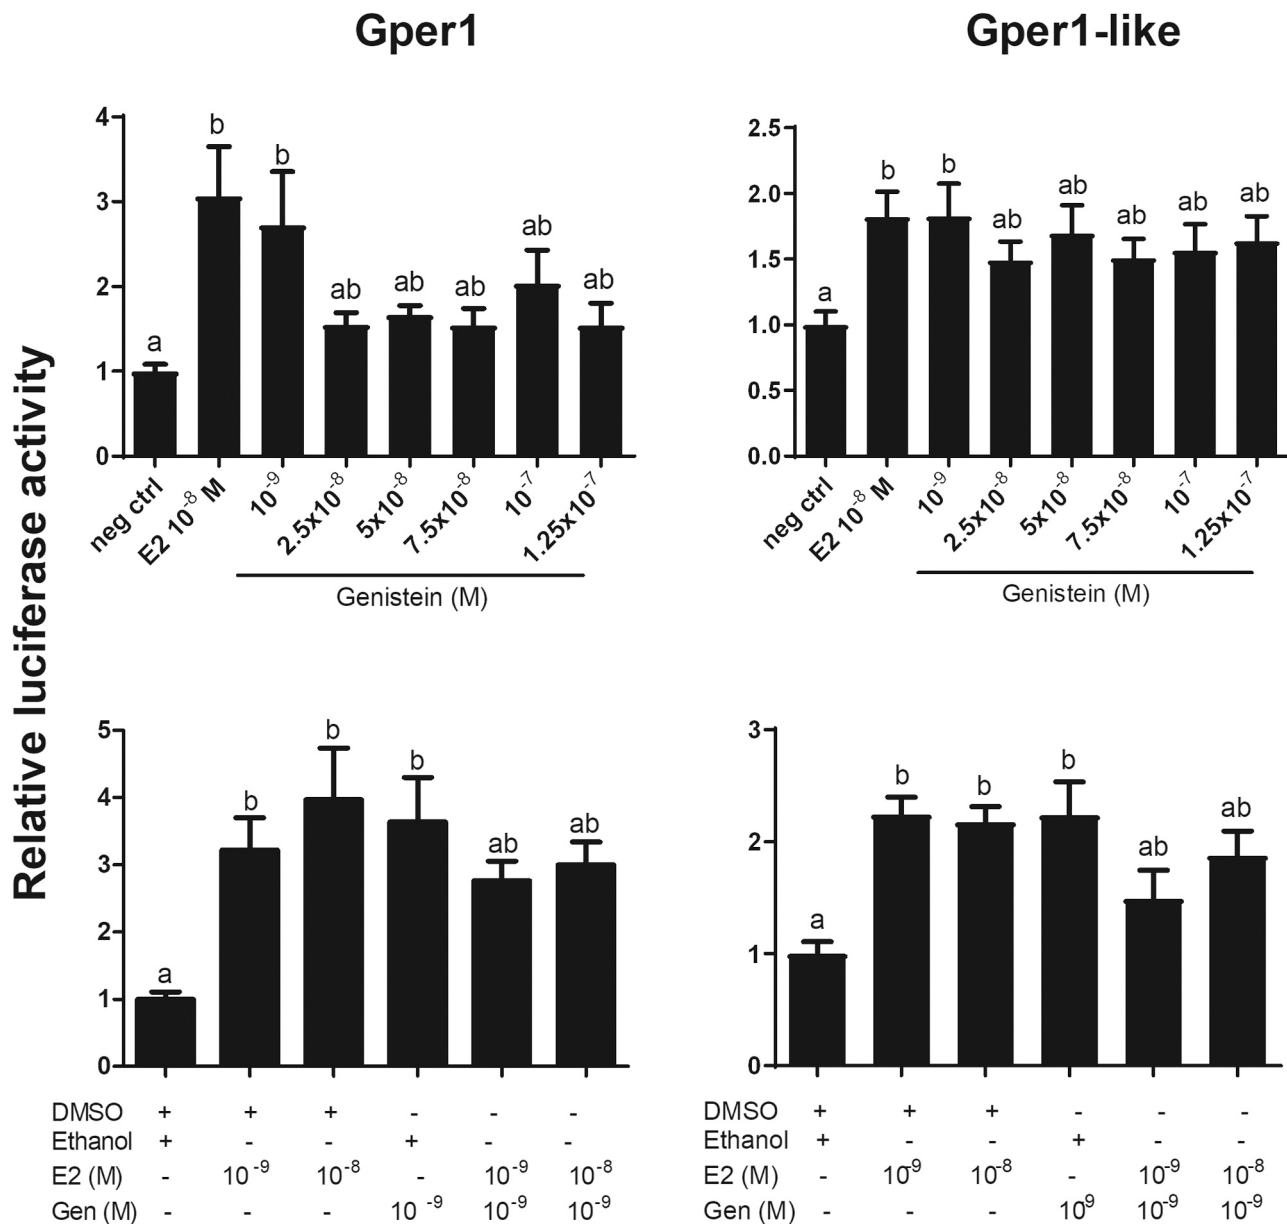 Gper1 Gper1-like
Relative luciferase activity
4
3
2
1
0
a b b ab ab ab ab ab
neg ctrl E2 10⁻⁸ M 10⁻⁹ 2.5x10⁻⁸ 5x10⁻⁸ 7.5x10⁻⁸ 10⁻⁷ 1.25x10⁻⁷
Genistein (M)
2.5
2.0
1.5
1.0
0.5
0.0
a b b ab ab ab ab ab
neg ctrl E2 10⁻⁸ M 10⁻⁹ 2.5x10⁻⁸ 5x10⁻⁸ 7.5x10⁻⁸ 10⁻⁷ 1.25x10⁻⁷
Genistein (M)
5
4
3
2
1
0
a b b b ab ab
DMSO + + + - - -
Ethanol + - - + - -
E2 (M) - 10⁻⁹ 10⁻⁸ - 10⁻⁹ 10⁻⁸
Gen (M) - - - 10⁻⁹ 10⁻⁹ 10⁻⁹
3
2
1
0
a b b b ab ab
DMSO + + + - - -
Ethanol + - - + - -
E2 (M) - 10⁻⁹ 10⁻⁸ - 10⁻⁹ 10⁻⁸
Gen (M) - - - 10⁹ 10⁻⁹ 10⁻⁹